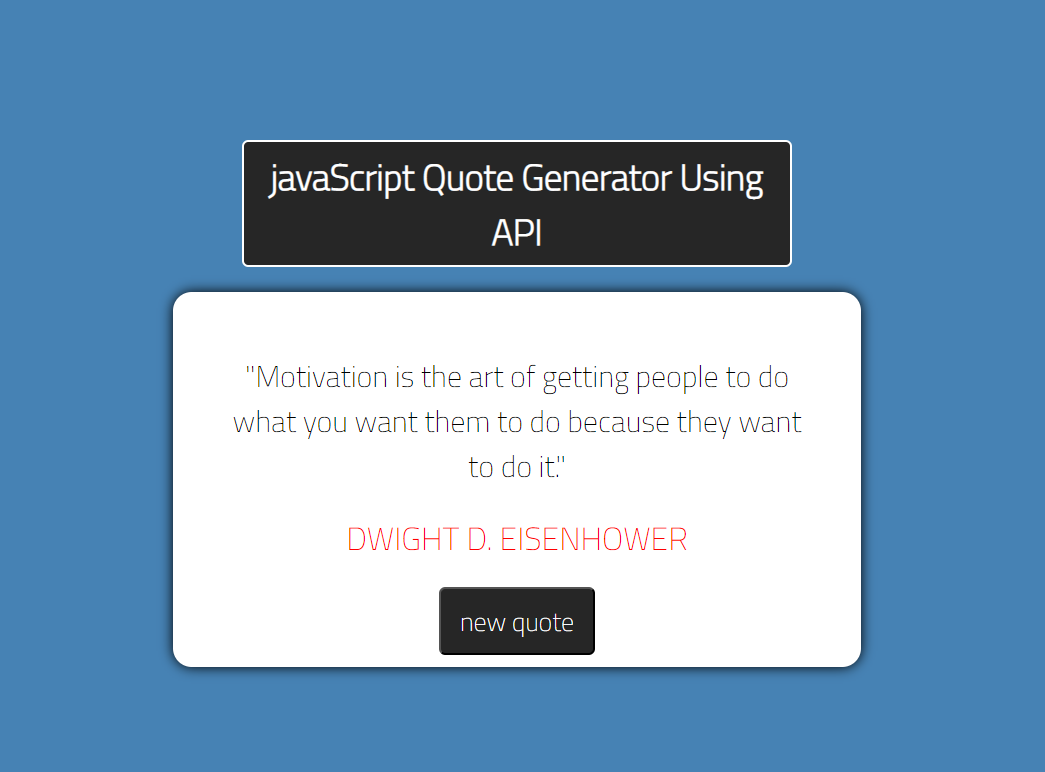 javaScript Quote Generator Using
API
"Motivation is the art of getting people to do
what you want them to do because they want
to do it."
DWIGHT D. EISENHOWER
new quote